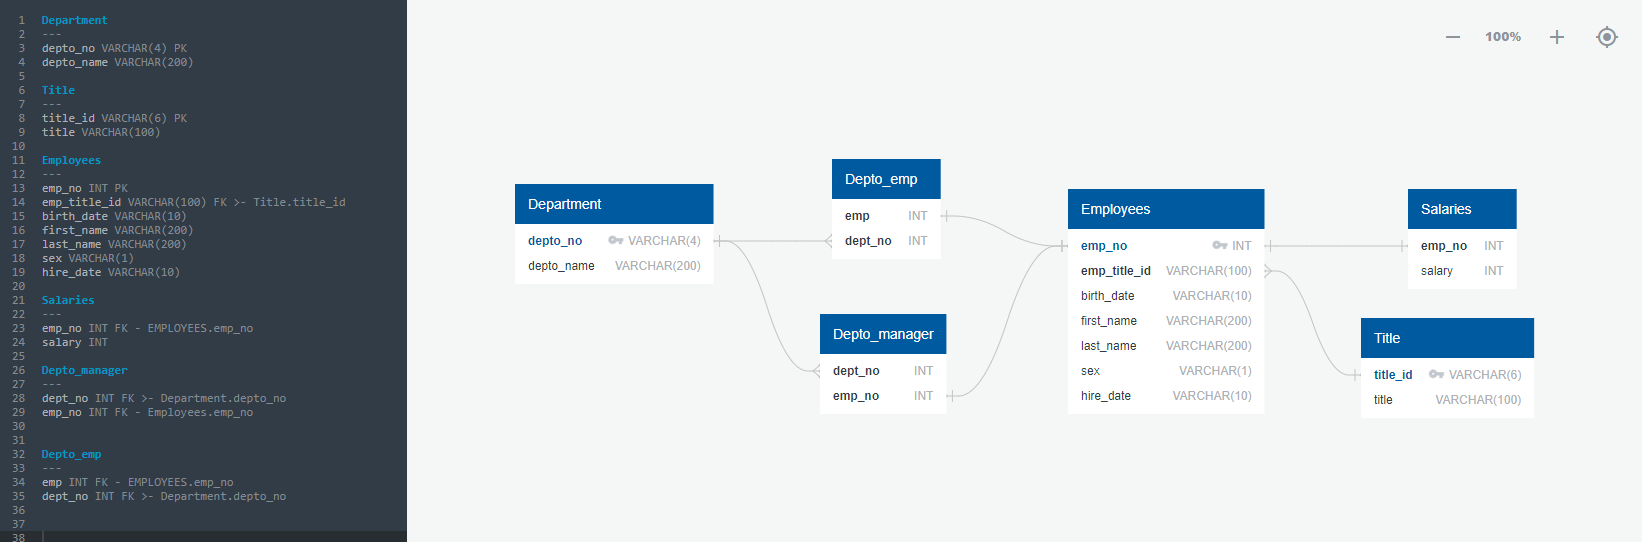 1 Department
2 ---
3 depto_no VARCHAR(4) PK
4 depto_name VARCHAR(200)
5
6 Title
7 ---
8 title_id VARCHAR(6) PK
9 title VARCHAR(100)
10
11 Employees
12 ---
13 emp_no INT PK
14 emp_title_id VARCHAR(100) FK >- Title.title_id
15 birth_date VARCHAR(10)
16 first_name VARCHAR(200)
17 last_name VARCHAR(200)
18 sex VARCHAR(1)
19 hire_date VARCHAR(10)
20
21 Salaries
22 ---
23 emp_no INT FK - EMPLOYEES.emp_no
24 salary INT
25
26 Depto_manager
27 ---
28 dept_no INT FK >- Department.depto_no
29 emp_no INT FK - Employees.emp_no
30
31
32 Depto_emp
33 ---
34 emp INT FK - EMPLOYEES.emp_no
35 dept_no INT FK >- Department.depto_no
36
37
38
100%
Department
depto_no VARCHAR(4)
depto_name VARCHAR(200)
Depto_emp
emp INT
dept_no INT
Depto_manager
dept_no INT
emp_no INT
Employees
emp_no INT
emp_title_id VARCHAR(100)
birth_date VARCHAR(10)
first_name VARCHAR(200)
last_name VARCHAR(200)
sex VARCHAR(1)
hire_date VARCHAR(10)
Salaries
emp_no INT
salary INT
Title
title_id VARCHAR(6)
title VARCHAR(100)